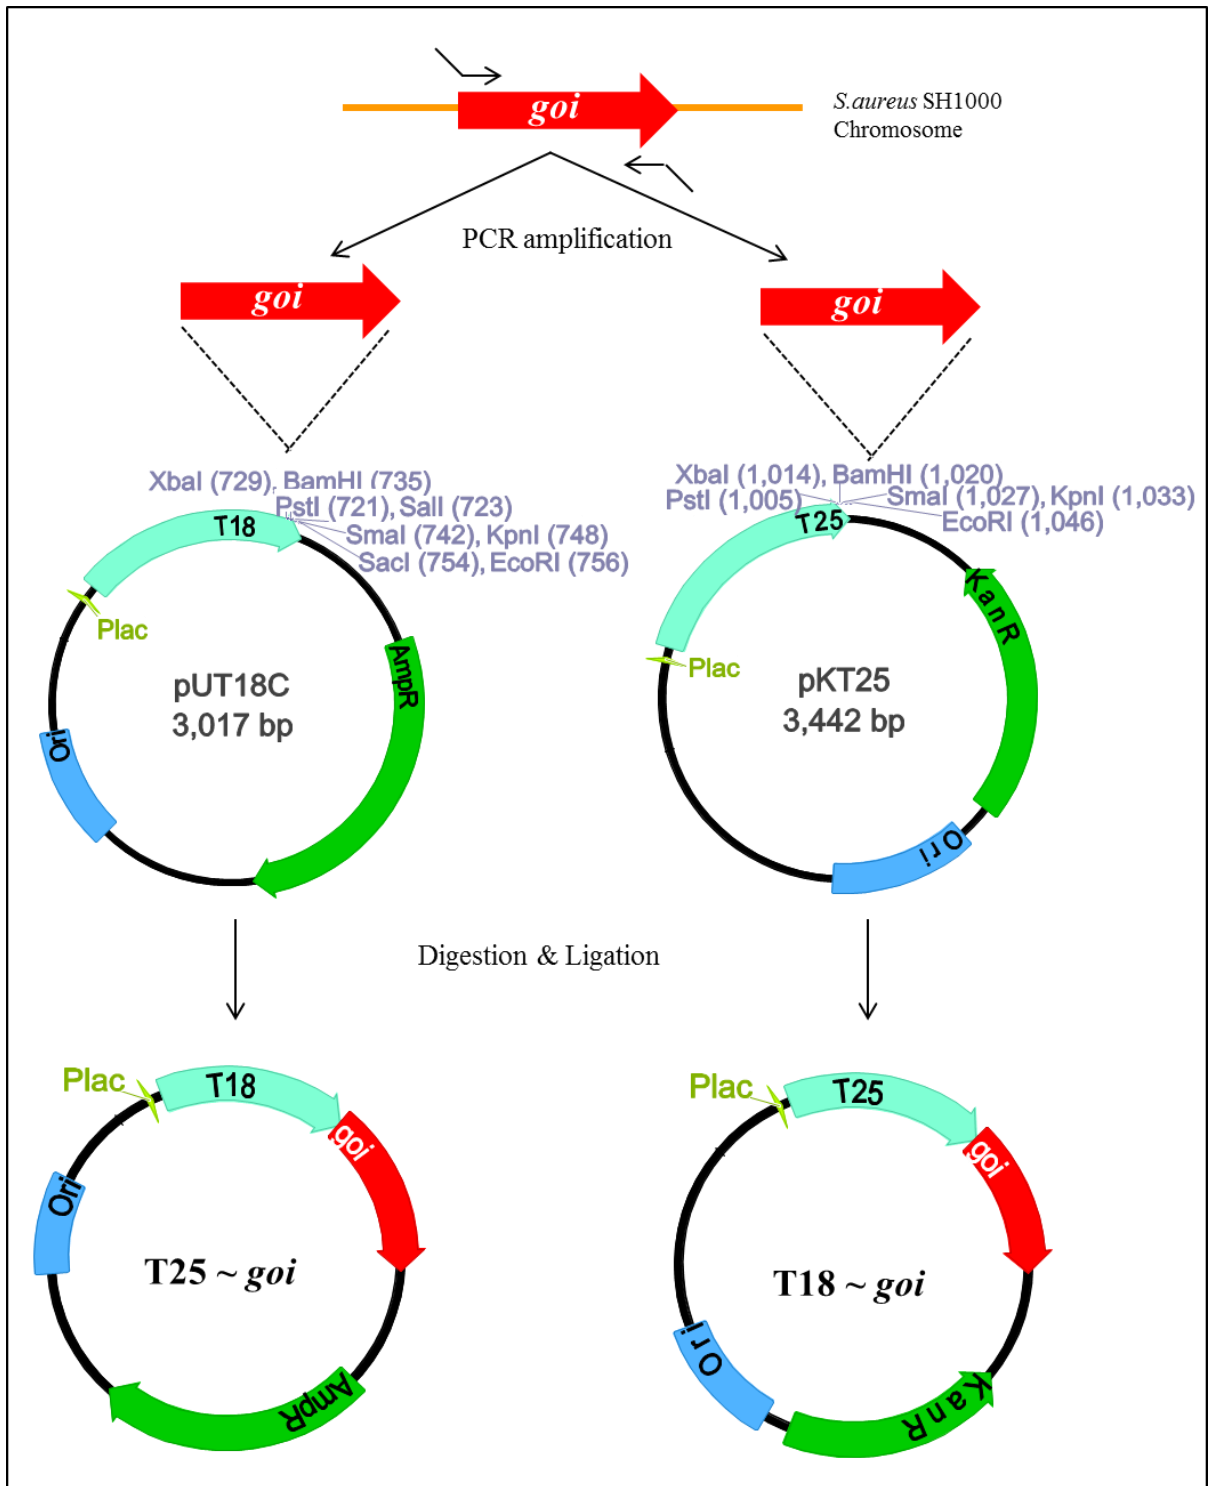 goi
S.aureus SH1000
Chromosome
PCR amplification
goi
goi
XbaI (729), BamHI (735)
PstI (721), SalI (723)
T18
SmaI (742), KpnI (748)
SacI (754), EcoRI (756)
Plac
AmpR
pUT18C
3,017 bp
Ori
XbaI (1,014), BamHI (1,020)
PstI (1,005)
SmaI (1,027), KpnI (1,033)
T25
EcoRI (1,046)
KanR
Plac
pKT25
3,442 bp
Ori
Digestion & Ligation
Plac
T18
goi
Ori
T25 ~ goi
AmpR
Plac
T25
goi
T18 ~ goi
Ori
KanR